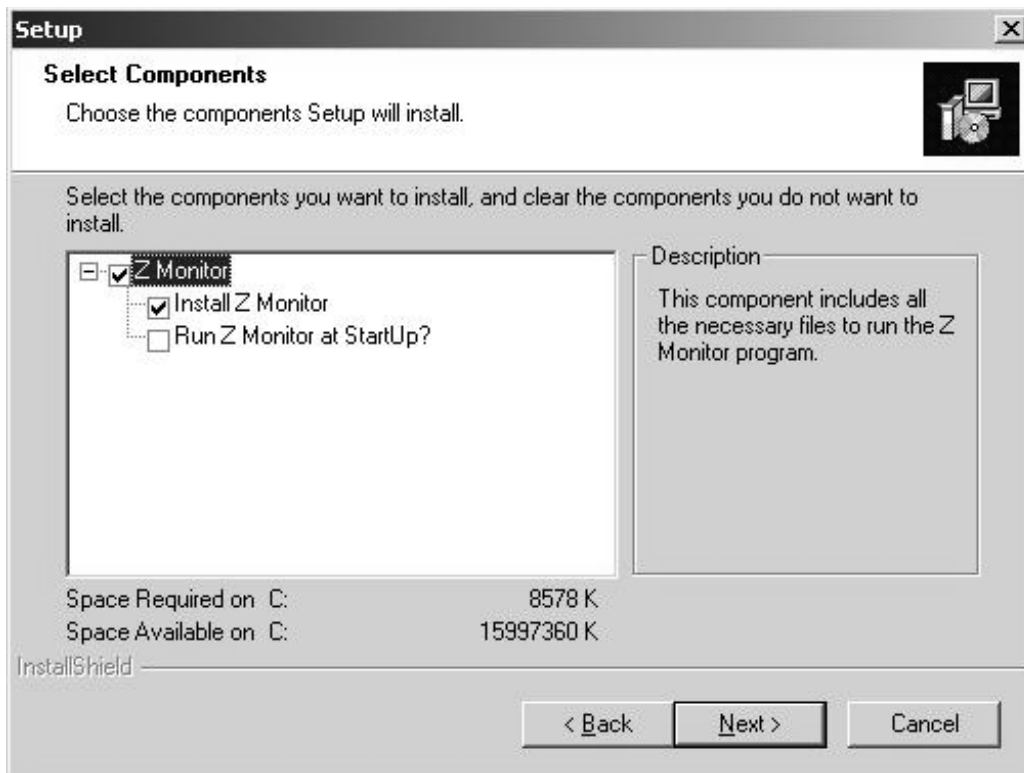 Setup
Select Components
Choose the components Setup will install.
Select the components you want to install, and clear the components you do not want to
install.
Z Monitor
Install Z Monitor
Run Z Monitor at StartUp?
Description
This component includes all
the necessary files to run the Z
Monitor program.
Space Required on C: 8578 K
Space Available on C: 15997360 K
InstallShield
< Back Next > Cancel